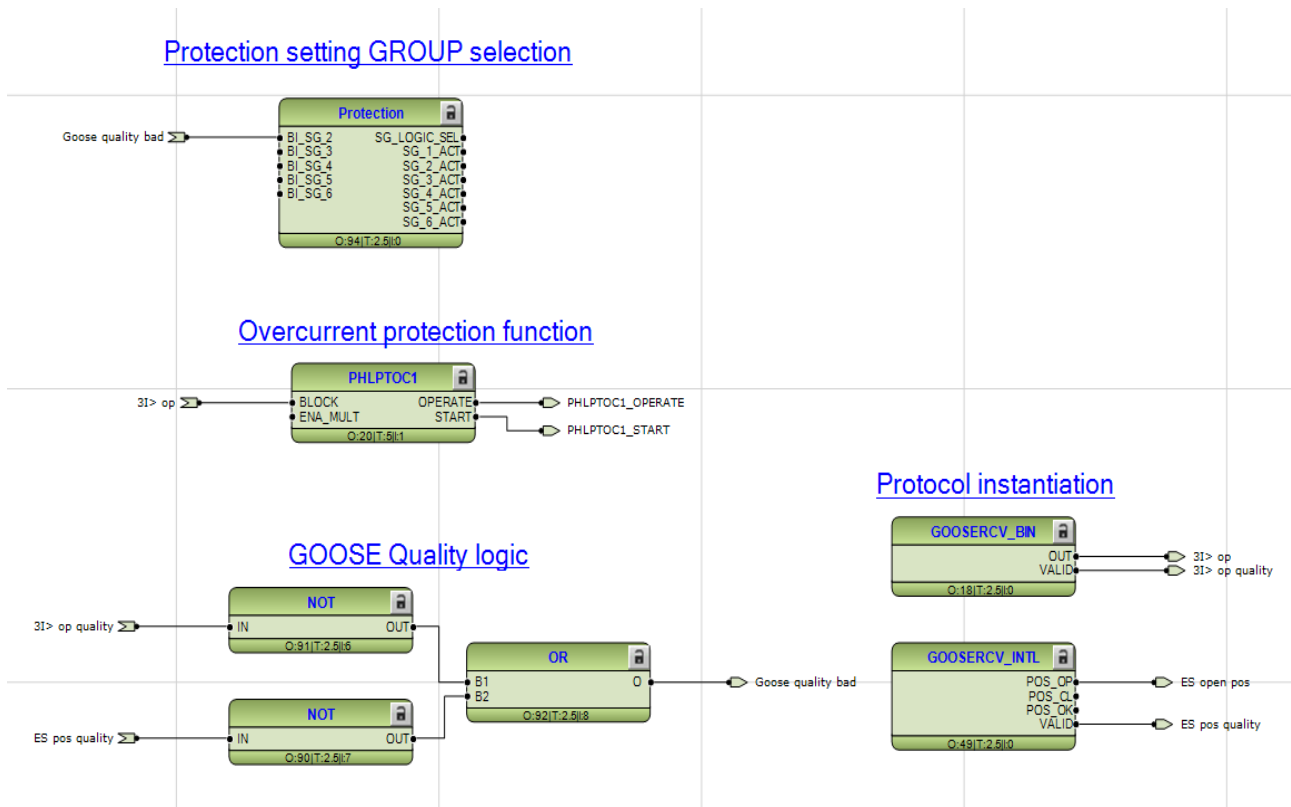 Protection setting GROUP selection
Protection
Goose quality bad
BI_SG_2 SG_LOGIC_SEL
BI_SG_3 SG_1_ACT
BI_SG_4 SG_2_ACT
BI_SG_5 SG_3_ACT
BI_SG_6 SG_4_ACT
SG_5_ACT
SG_6_ACT
O:94|T:2.5|I:0
Overcurrent protection function
PHLPTOC1
3I> op BLOCK OPERATE PHLPTOC1_OPERATE
ENA_MULT START
PHLPTOC1_START
O:20|T:5|I:1
Protocol instantiation
GOOSERCV_BIN
OUT 3I> op
VALID 3I> op quality
O:18|T:2.5|I:0
GOOSE Quality logic
NOT
3I> op quality IN OUT
O:91|T:2.5|I:6
OR
B1 O Goose quality bad
B2
O:92|T:2.5|I:8
NOT
ES pos quality IN OUT
O:90|T:2.5|I:7
GOOSERCV_INTL
POS_OP ES open pos
POS_CL
POS_OK
VALID ES pos quality
O:49|T:2.5|I:0